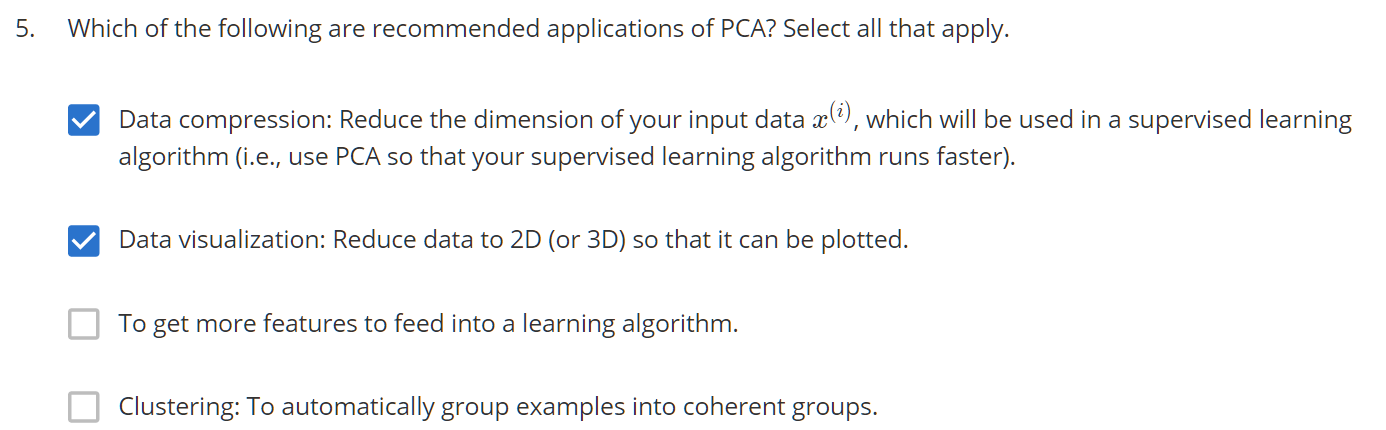 5. Which of the following are recommended applications of PCA? Select all that apply.
Data compression: Reduce the dimension of your input data x^(i), which will be used in a supervised learning
algorithm (i.e., use PCA so that your supervised learning algorithm runs faster).
Data visualization: Reduce data to 2D (or 3D) so that it can be plotted.
To get more features to feed into a learning algorithm.
Clustering: To automatically group examples into coherent groups.